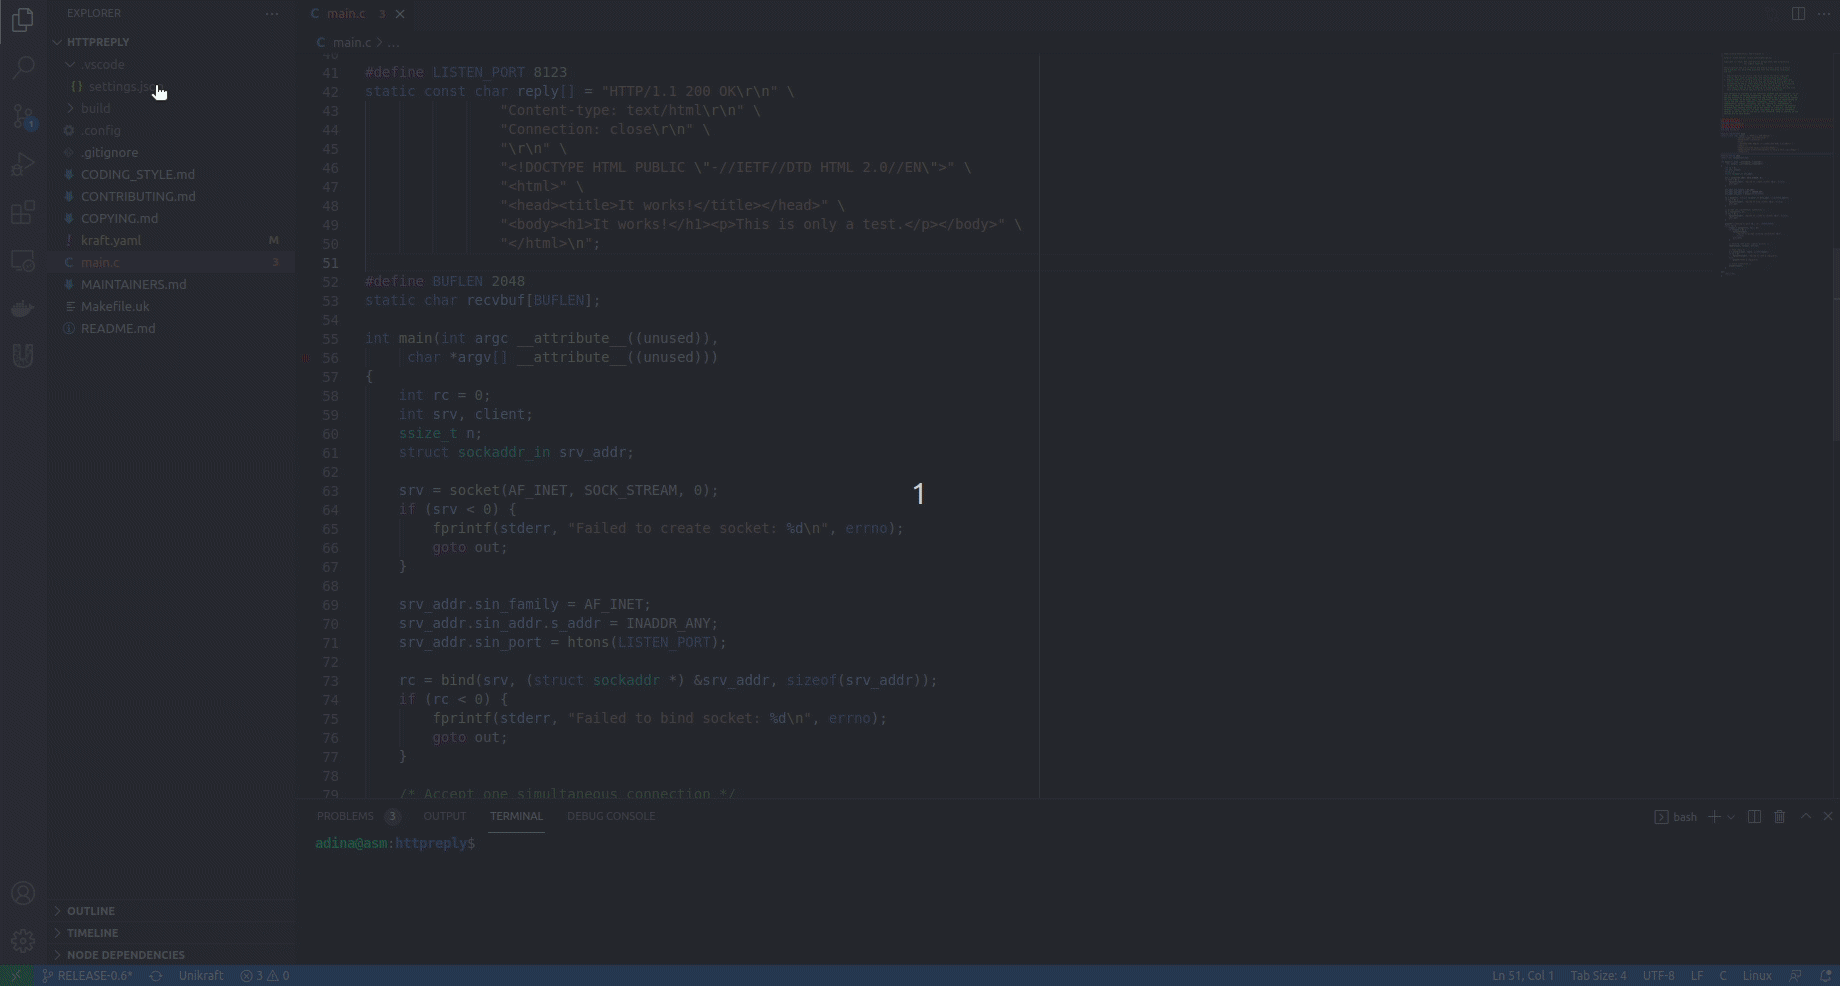 EXPLORER
HTTPREPLY
.vscode
{} settings.jso
build
.config
.gitignore
CODING_STYLE.md
CONTRIBUTING.md
COPYING.md
! kraft.yaml M
C main.c 3
MAINTAINERS.md
Makefile.uk
README.md
OUTLINE
TIMELINE
NODE DEPENDENCIES
C main.c 3
C main.c > ...
41 #define LISTEN_PORT 8123
42 static const char reply[] = "HTTP/1.1 200 OK\r\n" \
43 "Content-type: text/html\r\n" \
44 "Connection: close\r\n" \
45 "\r\n" \
46 "<!DOCTYPE HTML PUBLIC \"-//IETF//DTD HTML 2.0//EN\">" \
47 "<html>" \
48 "<head><title>It works!</title></head>" \
49 "<body><h1>It works!</h1><p>This is only a test.</p></body>" \
50 "</html>\n";
51
52 #define BUFLEN 2048
53 static char recvbuf[BUFLEN];
54
55 int main(int argc __attribute__((unused)),
56 char *argv[] __attribute__((unused)))
57 {
58 int rc = 0;
59 int srv, client;
60 ssize_t n;
61 struct sockaddr_in srv_addr;
62
63 srv = socket(AF_INET, SOCK_STREAM, 0);
64 if (srv < 0) {
65 fprintf(stderr, "Failed to create socket: %d\n", errno);
66 goto out;
67 }
68
69 srv_addr.sin_family = AF_INET;
70 srv_addr.sin_addr.s_addr = INADDR_ANY;
71 srv_addr.sin_port = htons(LISTEN_PORT);
72
73 rc = bind(srv, (struct sockaddr *) &srv_addr, sizeof(srv_addr));
74 if (rc < 0) {
75 fprintf(stderr, "Failed to bind socket: %d\n", errno);
76 goto out;
77 }
78
79 /* Accept one simultaneous connection */
1
PROBLEMS 3 OUTPUT TERMINAL DEBUG CONSOLE
bash
adina@asm:httpreply$
1
RELEASE-0.6* Unikraft 3 0
Ln 51, Col 1 Tab Size: 4 UTF-8 LF C Linux